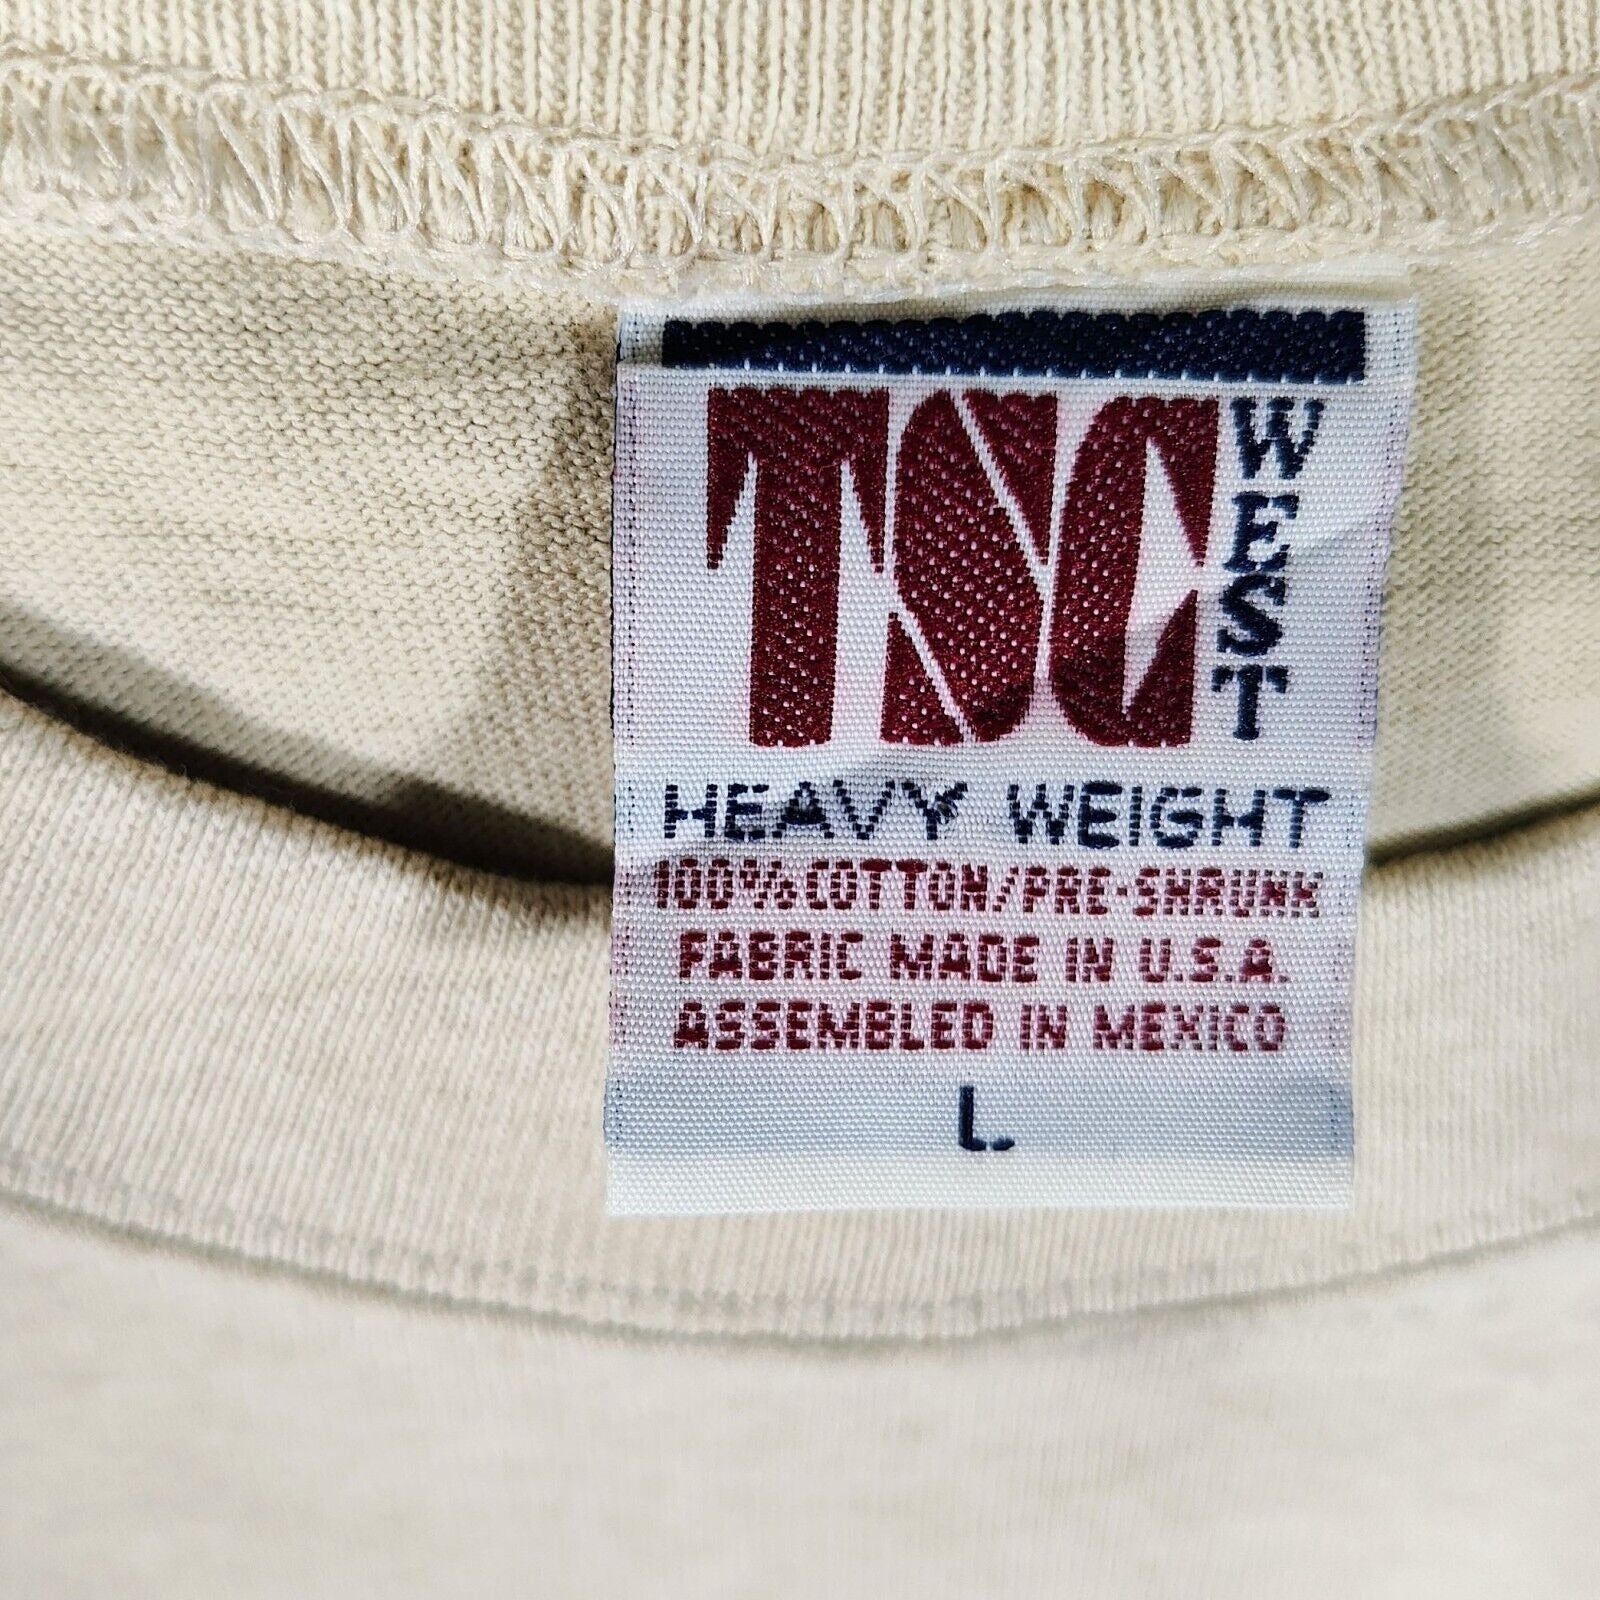 TSC WEST
HEAVY WEIGHT
100% COTTON/PRE-SHRUNK
FABRIC MADE IN U.S.A.
ASSEMBLED IN MEXICO
L